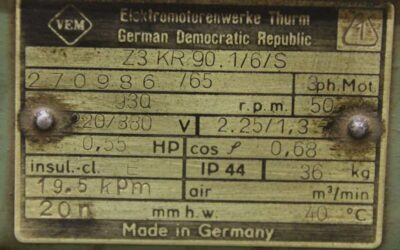 VEM
Elektromotorenwerke Thurm
German Democratic Republic
1
Z3 KR 90.1/6/S
270986 /65 3ph. Mot.
930 r.p.m. 50
220/380 V 2.25/1,3
0,55 HP cos φ 0,68
insul.-cl. E IP 44 36 kg
19.5 kpm air m³/min
20n mm h.w. 40 °C
Made in Germany